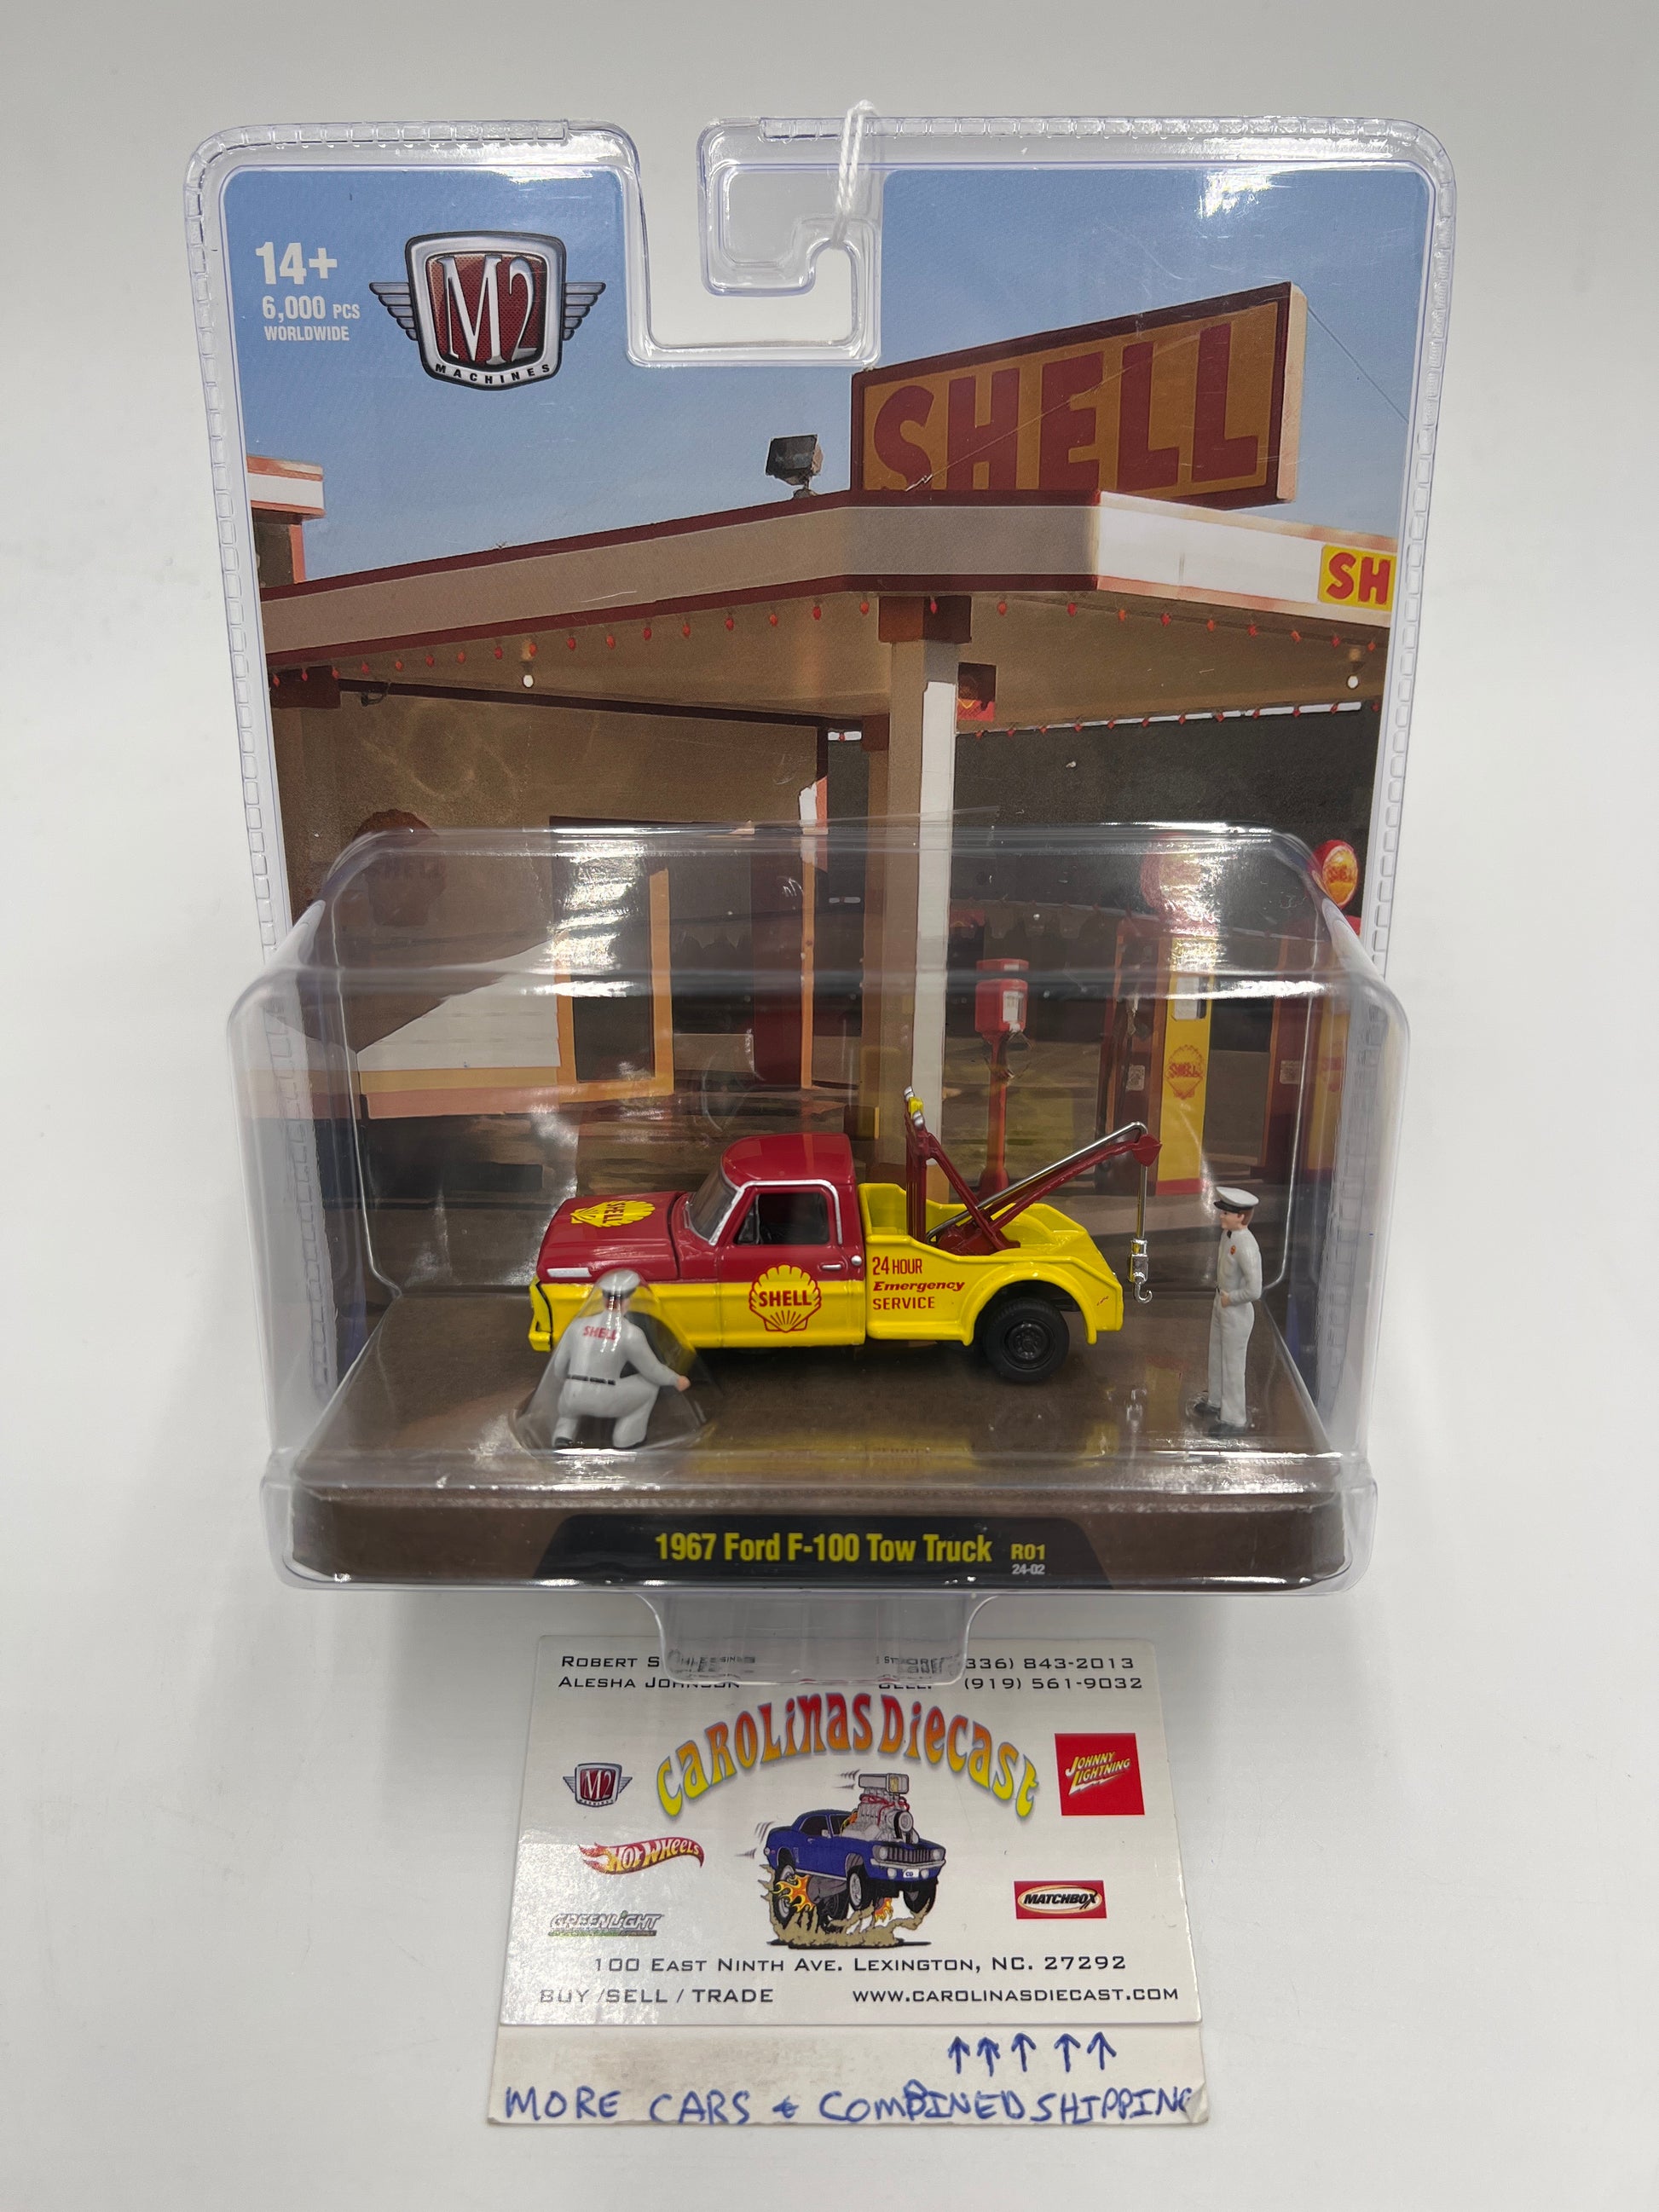 14+
6,000 PCS
WORLDWIDE
M2
MACHINES
SHELL
SH
SHELL
SHELL
SHELL
24 HOUR
Emergency
SERVICE
SHELL
1967 Ford F-100 Tow Truck R01
24-02
ROBERT 336) 843-2013
ALESHA JOHNSON CELL: (919) 561-9032
CAROLINAS DIECAST
M2
JOHNNY
LIGHTNING
HOT WHEELS
MATCHBOX
GREENLIGHT
100 EAST NINTH AVE. LEXINGTON, NC. 27292
BUY /SELL / TRADE WWW.CAROLINASDIECAST.COM
↑↑↑↑↑
MORE CARS & COMBINED SHIPPING